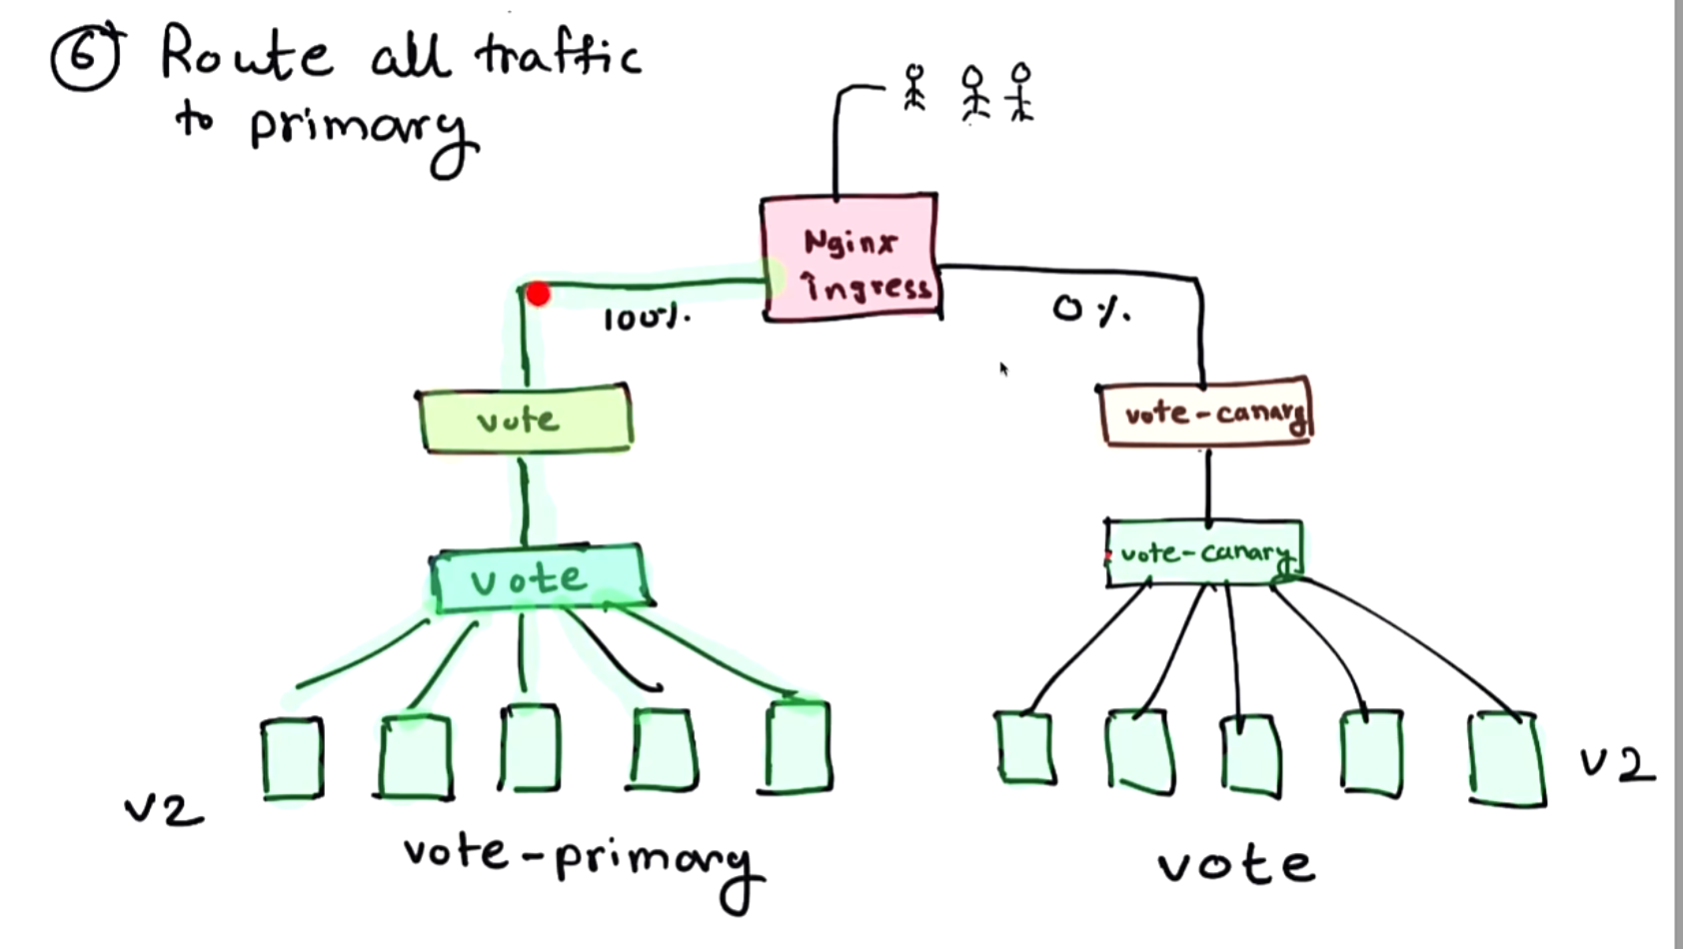 6 Route all traffic
to primary
Nginx
ingress
100%.
0 %.
vote
vote-canary
vote
vote-canary
v2
v2
vote-primary
vote